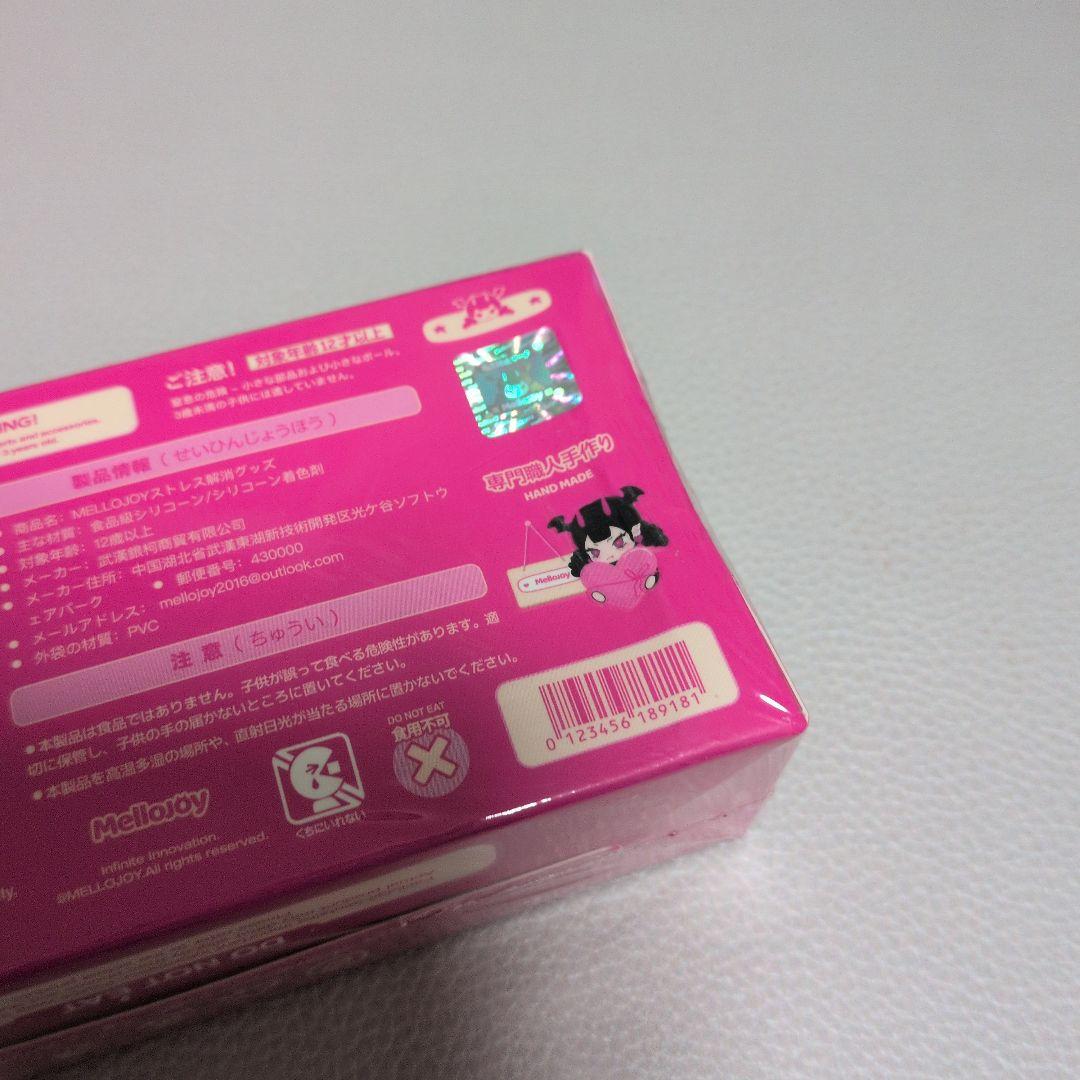 ご注意! 対象年齢12才以上
窒息の危険 - 小さな部品および小さなボール。
3歳未満の子供には適していません。
parts and accessories.
3 years old.
製品情報 ( せいひんじょうほう )
商品名: MELLOJOYストレス解消グッズ
主な材質: 食品級シリコーン/シリコーン着色剤
対象年齢: 12歳以上
メーカー: 武漢銀柯商貿有限公司
メーカー住所: 中国湖北省武漢東湖新技術開発区光ケ谷ソフトウ
ェアパーク ● 郵便番号: 430000
メールアドレス: mellojoy2016@outlook.com
外袋の材質: PVC
注意 ( ちゅうい )
● 本製品は食品ではありません。子供が誤って食べる危険性があります。適
切に保管し、子供の手の届かないところに置いてください。
● 本製品を高温多湿の場所や、直射日光が当たる場所に置かないでください。
専門職人手作り
HAND MADE
Mellojoy
0 123456 189181
DO NOT EAT
食用不可
くちにいれない
MelloJoy
Infinite Innovation.
@MELLOJOY.All rights reserved.
DO NOT EAT